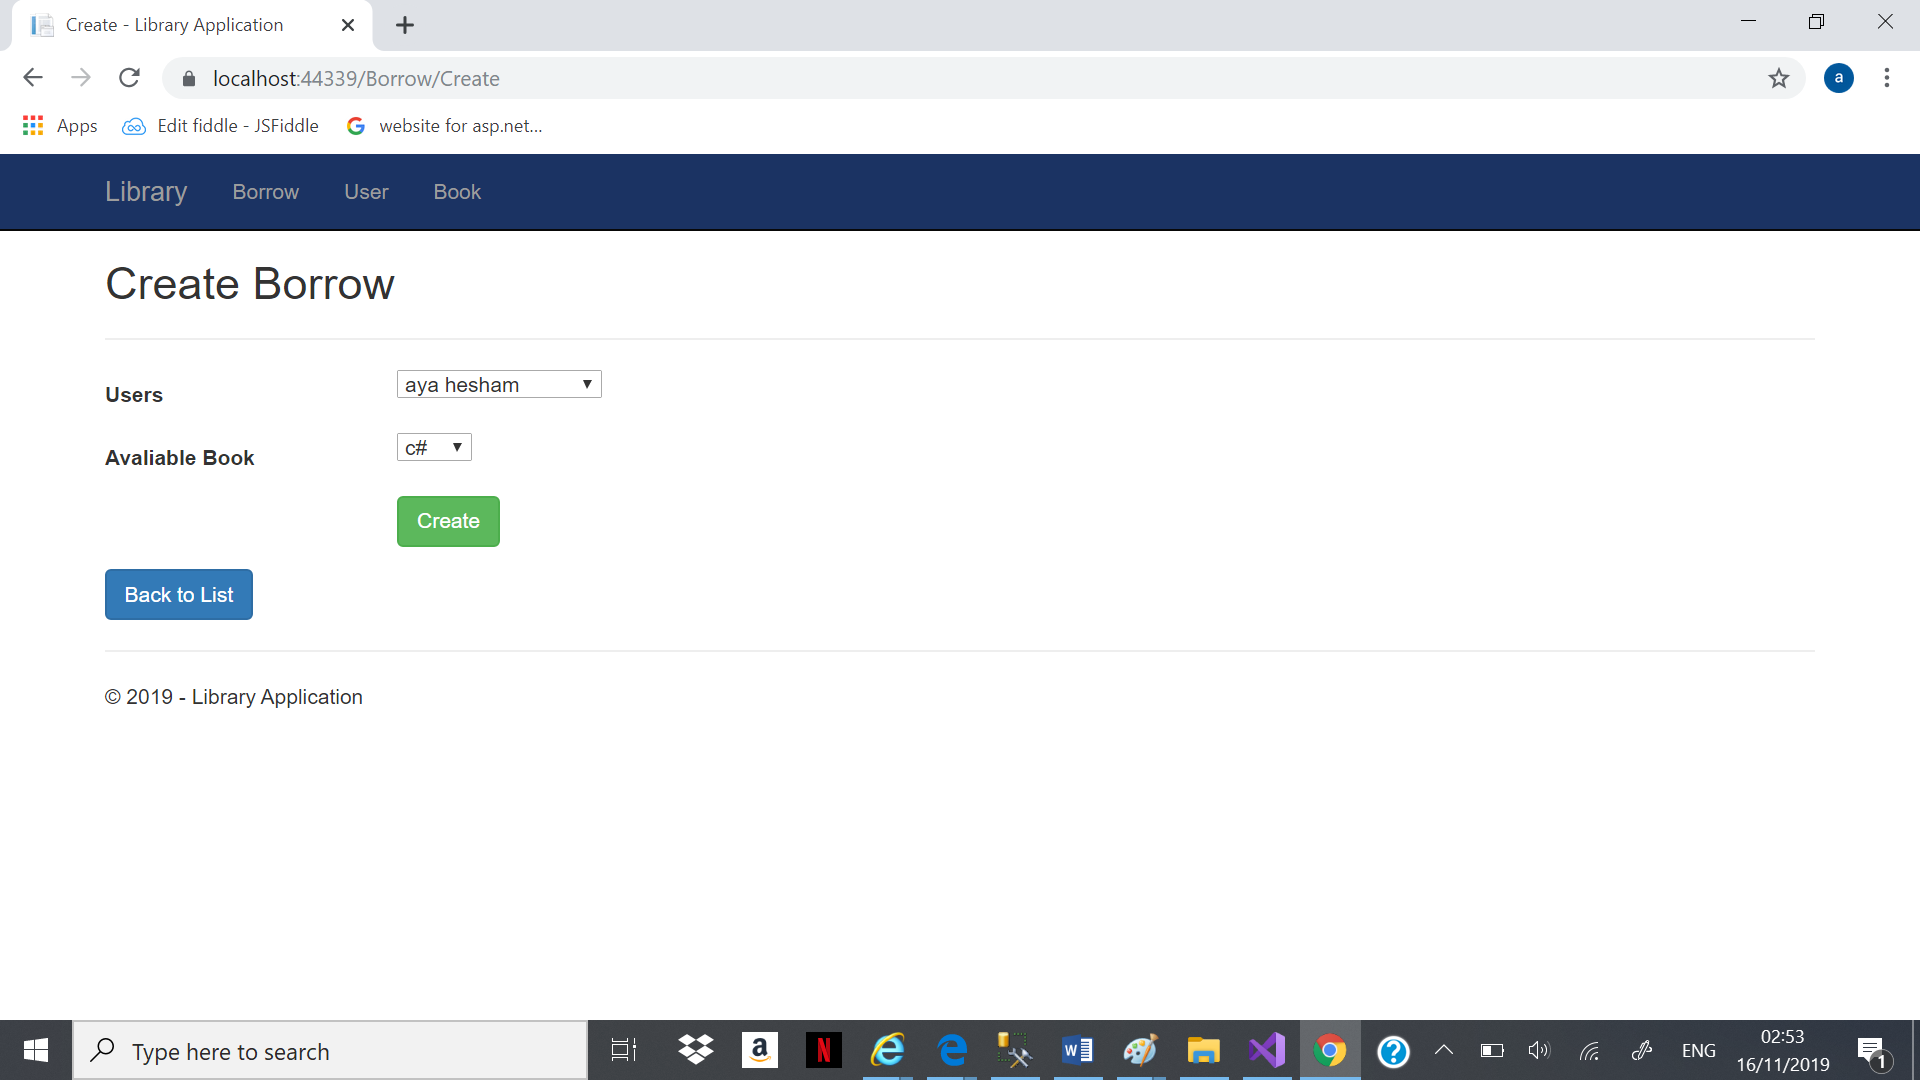 Create - Library Application
localhost:44339/Borrow/Create
a
Apps
Edit fiddle - JSFiddle
website for asp.net...
Library
Borrow
User
Book
Create Borrow
Users
aya hesham
Avaliable Book
c#
Create
Back to List
© 2019 - Library Application
Type here to search
ENG
02:53
16/11/2019
1